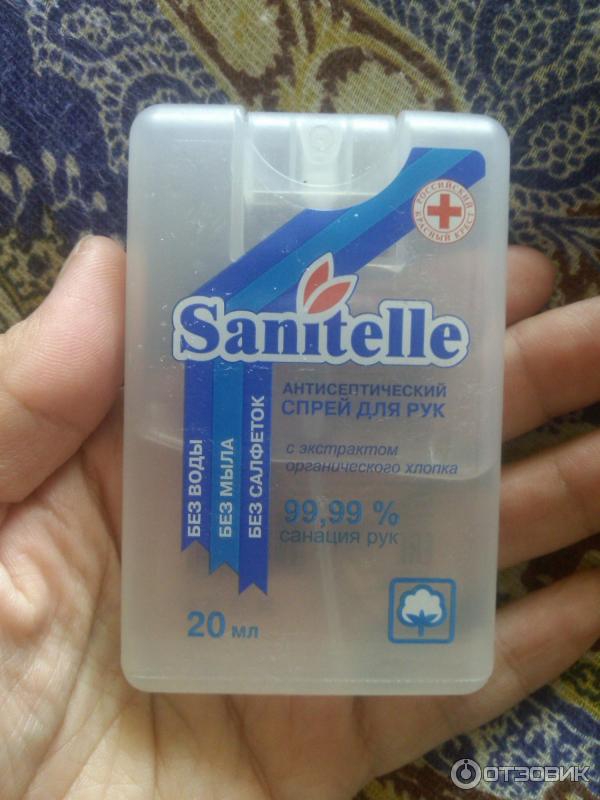 РОССИЙСКИЙ
КРАСНЫЙ КРЕСТ
Sanitelle
АНТИСЕПТИЧЕСКИЙ
СПРЕЙ ДЛЯ РУК
с экстрактом
органического хлопка
БЕЗ ВОДЫ
БЕЗ МЫЛА
БЕЗ САЛФЕТОК
99,99 %
санация рук
20 мл
ОТЗОВИК